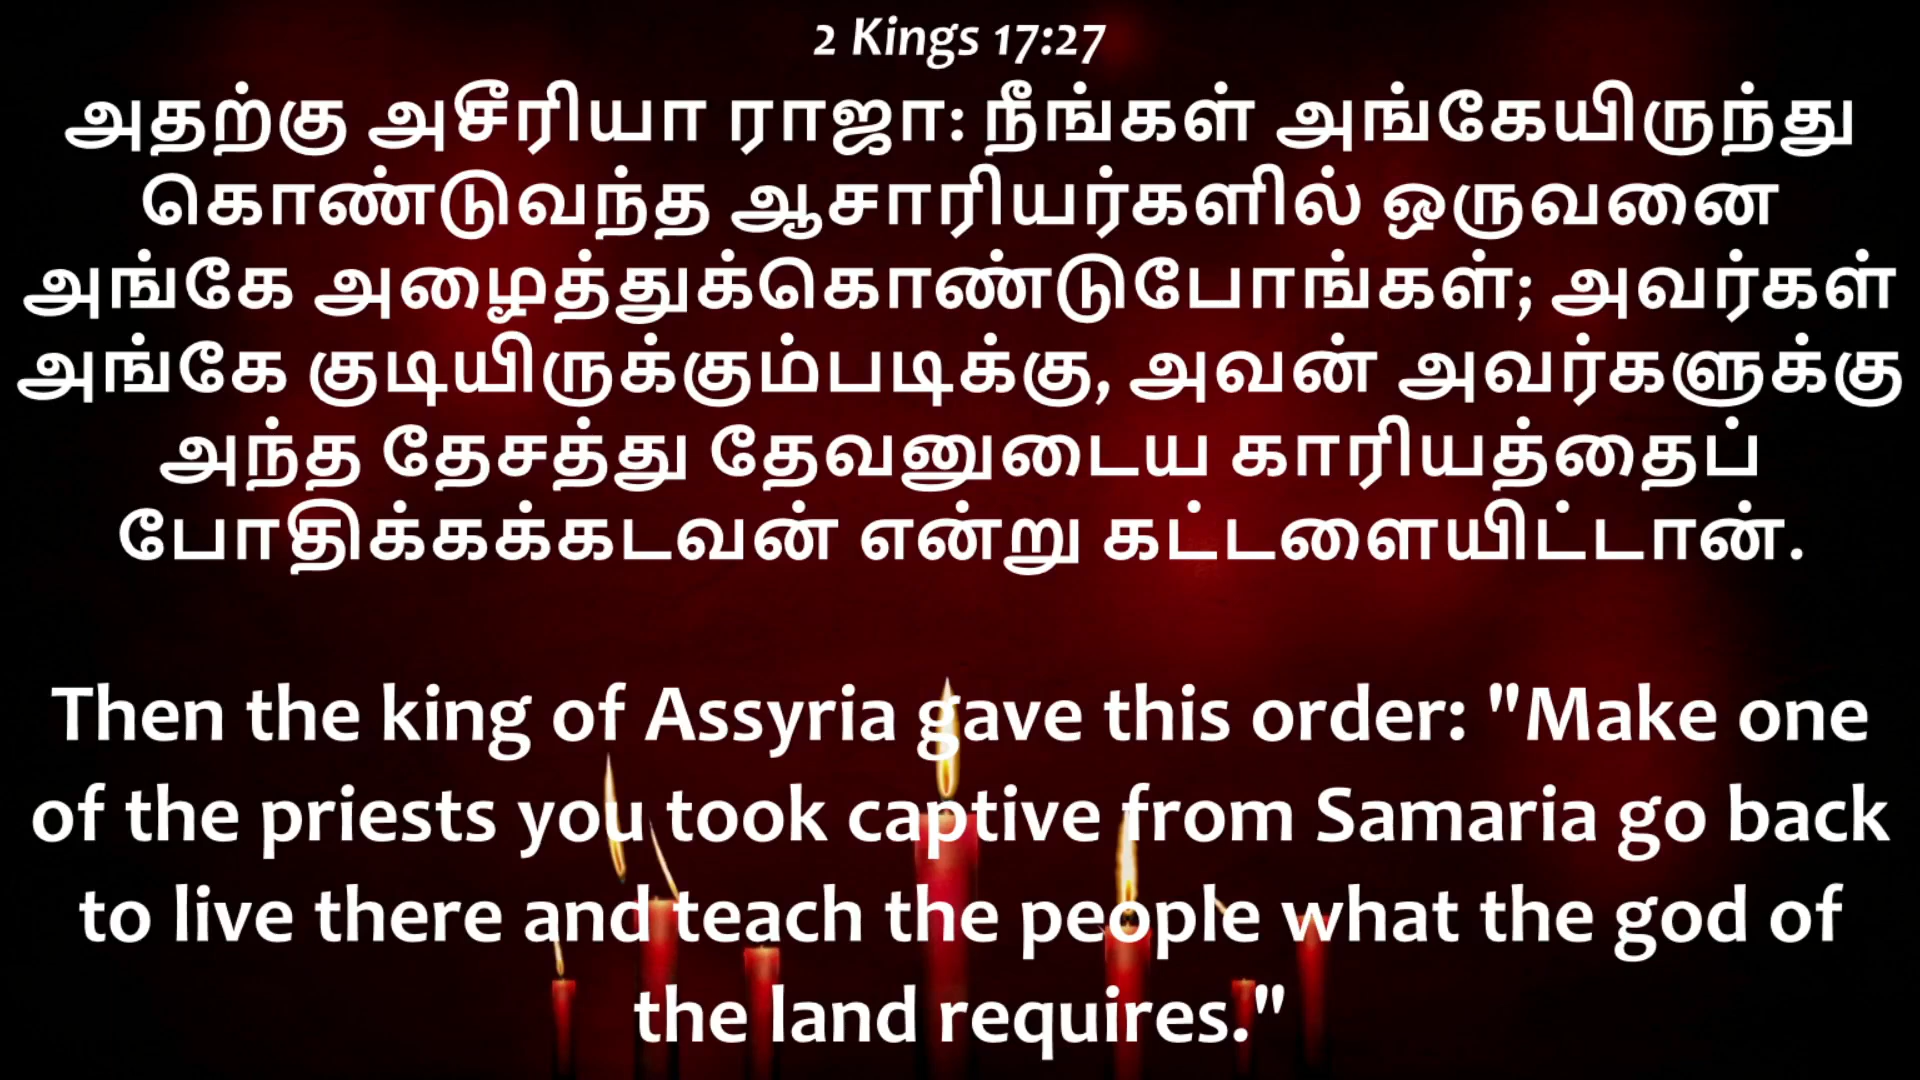 2 Kings 17:27
அதற்கு அசீரியா ராஜா: நீங்கள் அங்கேயிருந்து
கொண்டுவந்த ஆசாரியர்களில் ஒருவனை
அங்கே அழைத்துக்கொண்டுபோங்கள்; அவர்கள்
அங்கே குடியிருக்கும்படிக்கு, அவன் அவர்களுக்கு
அந்த தேசத்து தேவனுடைய காரியத்தைப்
போதிக்கக்கடவன் என்று கட்டளையிட்டான்.
Then the king of Assyria gave this order: "Make one
of the priests you took captive from Samaria go back
to live there and teach the people what the god of
the land requires."